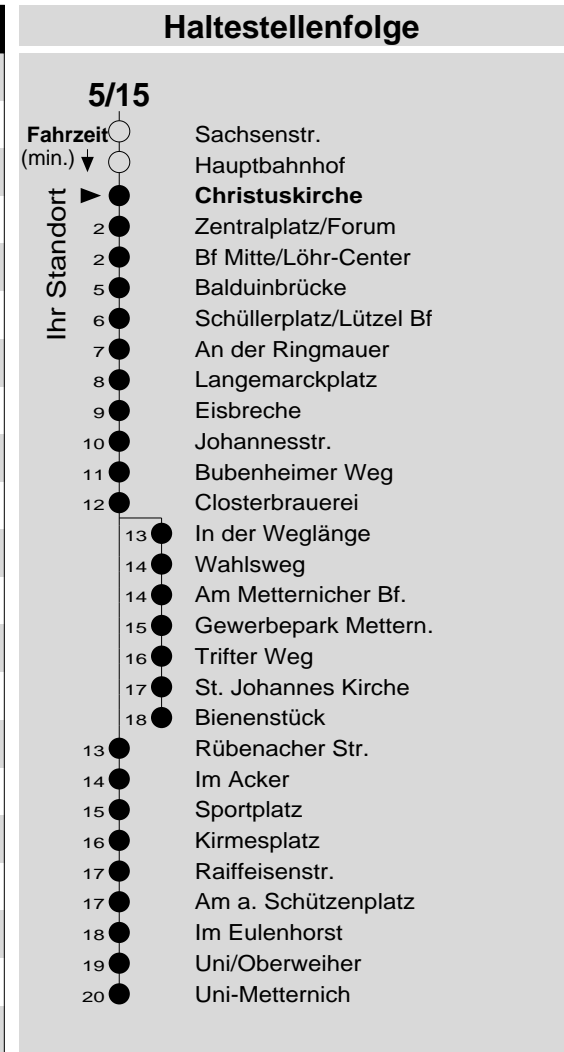 Haltestellenfolge
5/15
Fahrzeit Sachsenstr.
(min.) Hauptbahnhof
Ihr Standort
Christuskirche
2 Zentralplatz/Forum
2 Bf Mitte/Löhr-Center
5 Balduinbrücke
6 Schüllerplatz/Lützel Bf
7 An der Ringmauer
8 Langemarckplatz
9 Eisbreche
10 Johannesstr.
11 Bubenheimer Weg
12 Closterbrauerei
13 In der Weglänge
14 Wahlsweg
14 Am Metternicher Bf.
15 Gewerbepark Mettern.
16 Trifter Weg
17 St. Johannes Kirche
18 Bienenstück
13 Rübenacher Str.
14 Im Acker
15 Sportplatz
16 Kirmesplatz
17 Raiffeisenstr.
17 Am a. Schützenplatz
18 Im Eulenhorst
19 Uni/Oberweiher
20 Uni-Metternich